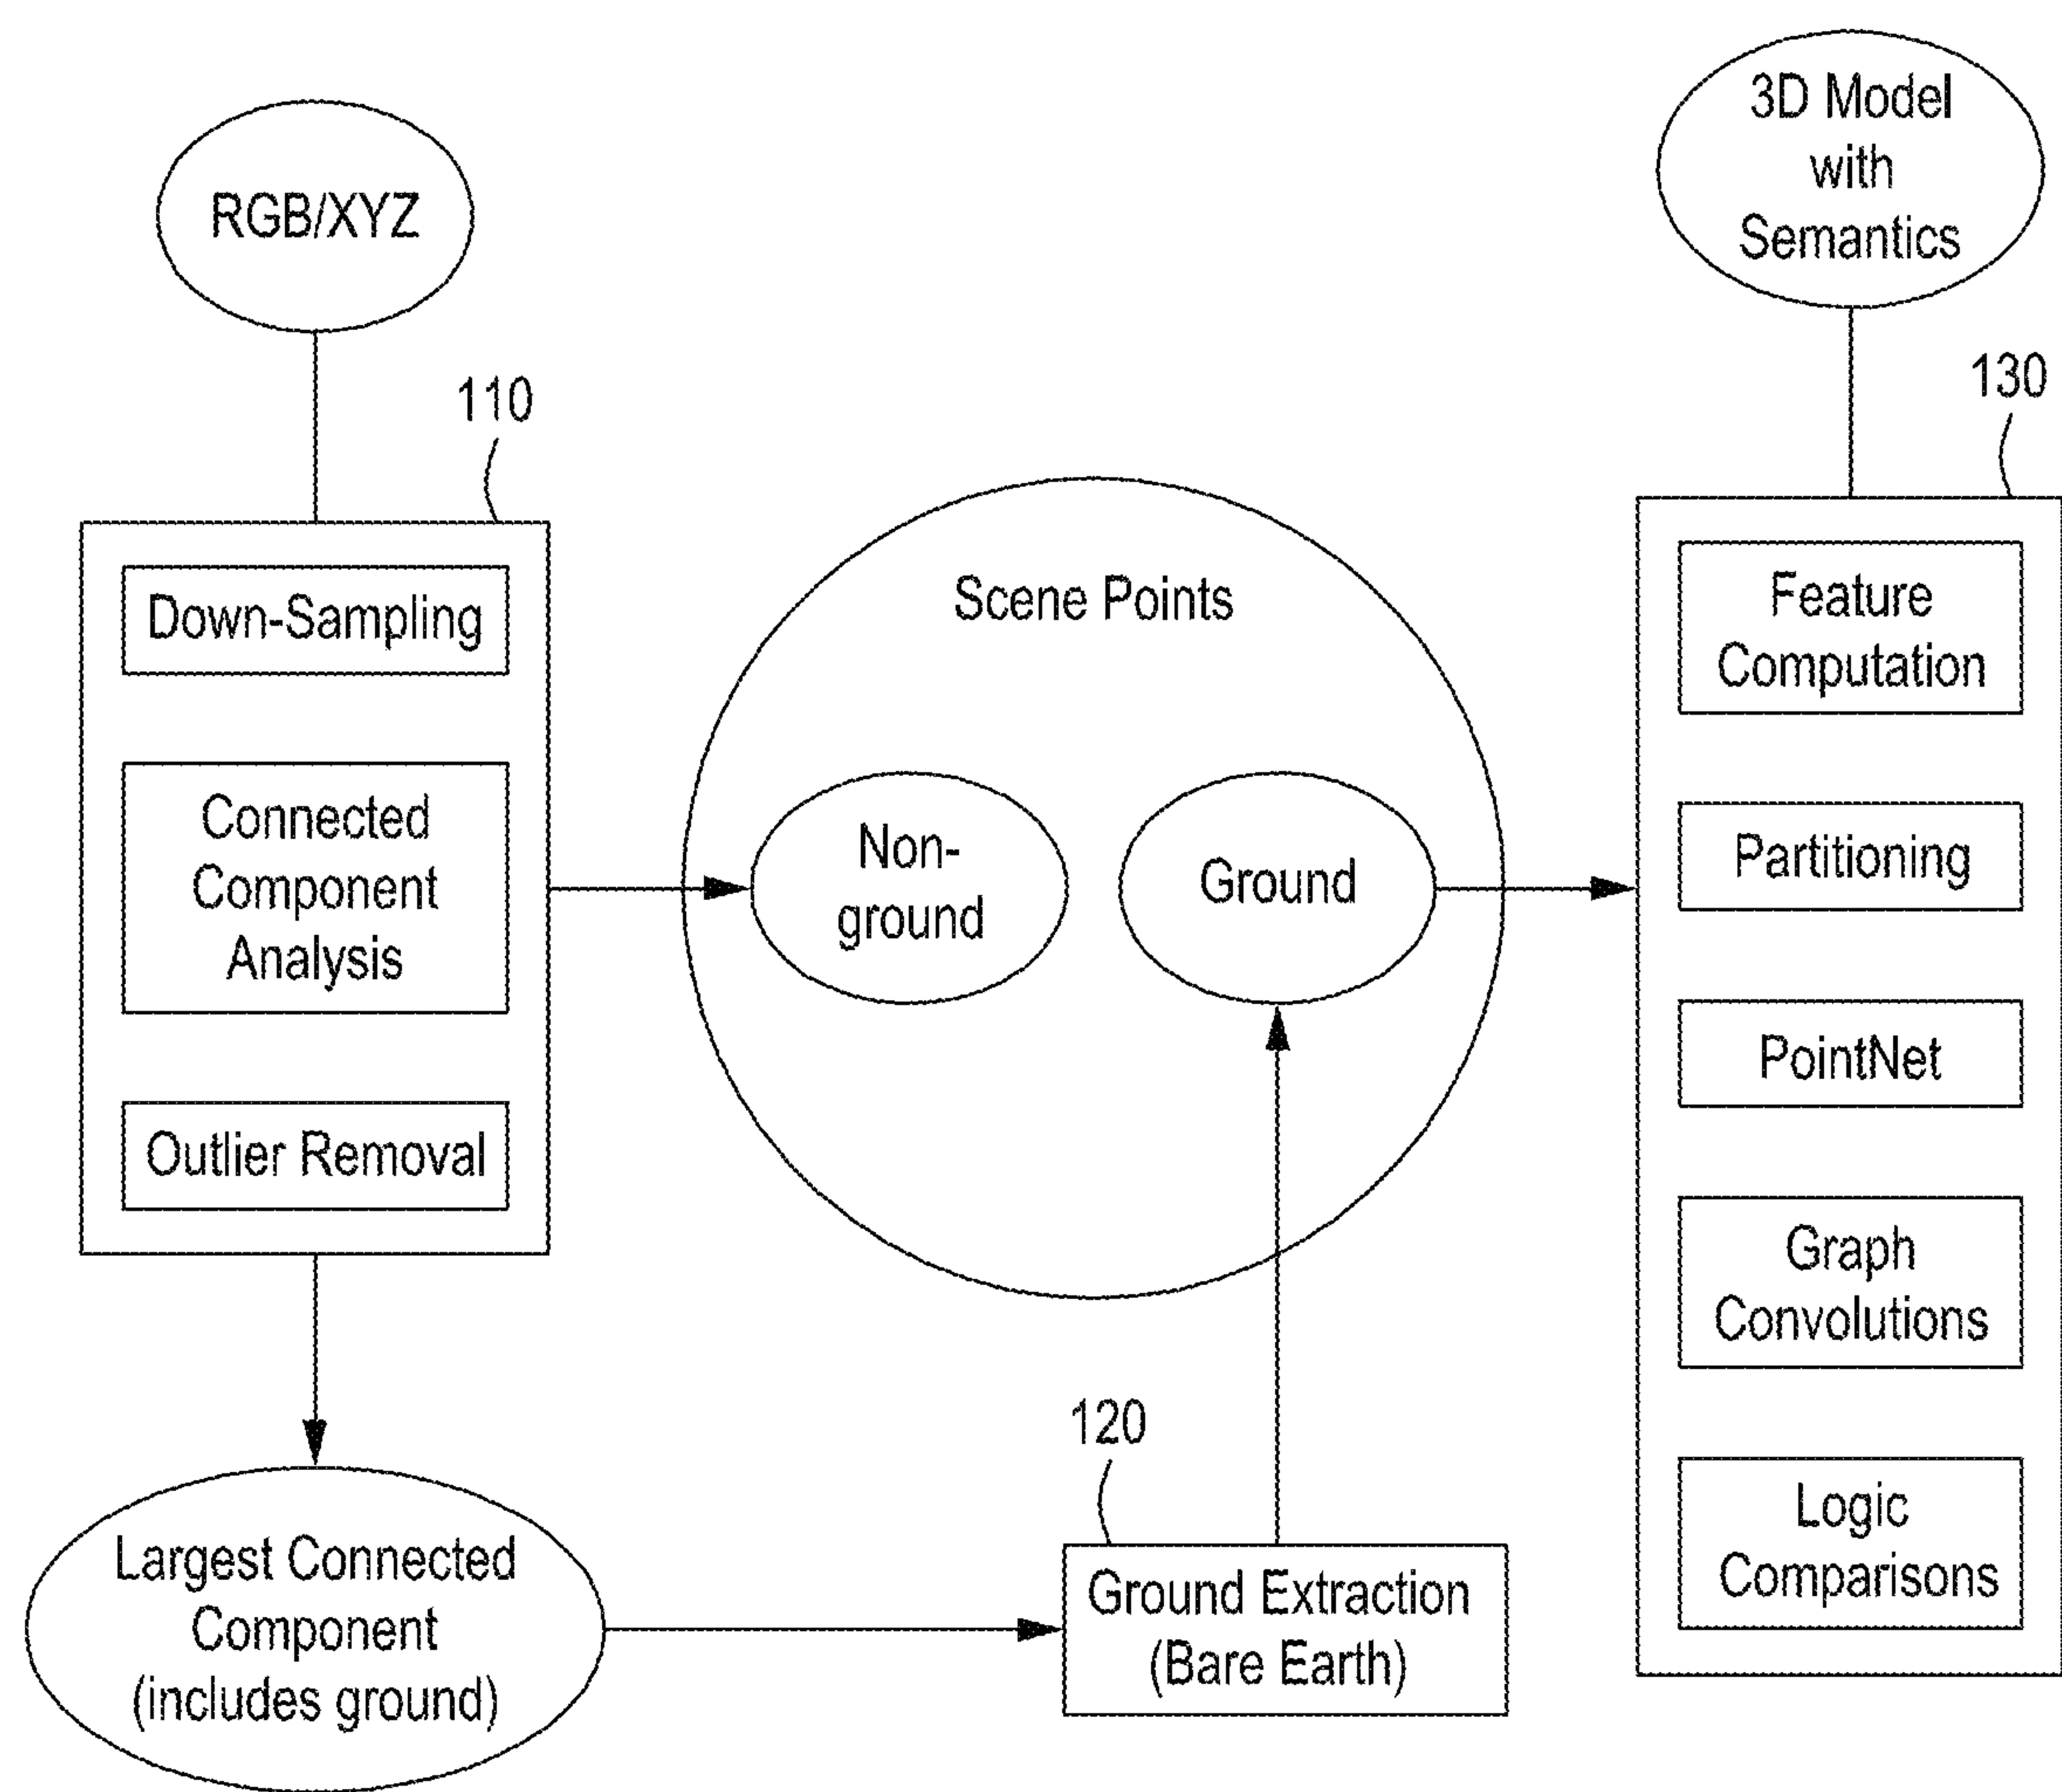 RGB/XYZ
110
Down-Sampling
Connected
Component
Analysis
Outlier Removal
Largest Connected
Component
(includes ground)
Scene Points
Non-
ground
Ground
120
Ground Extraction
(Bare Earth)
3D Model
with
Semantics
130
Feature
Computation
Partitioning
PointNet
Graph
Convolutions
Logic
Comparisons